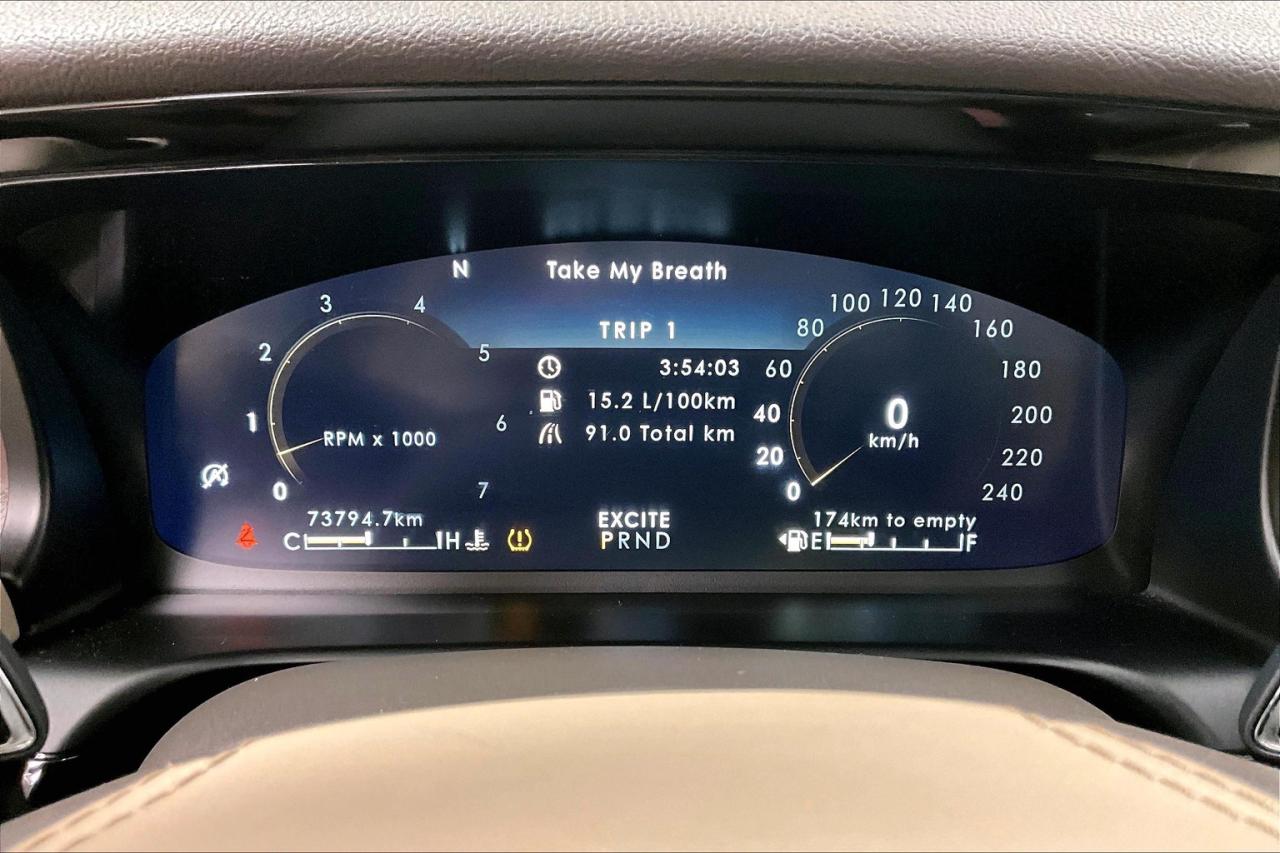 N
Take My Breath
TRIP 1
3:54:03
15.2 L/100km
91.0 Total km
0
1
2
3
4
5
6
7
RPM x 1000
0
20
40
60
80
100
120
140
160
180
200
220
240
0
km/h
73794.7km
C H
EXCITE
PRND
174km to empty
E F